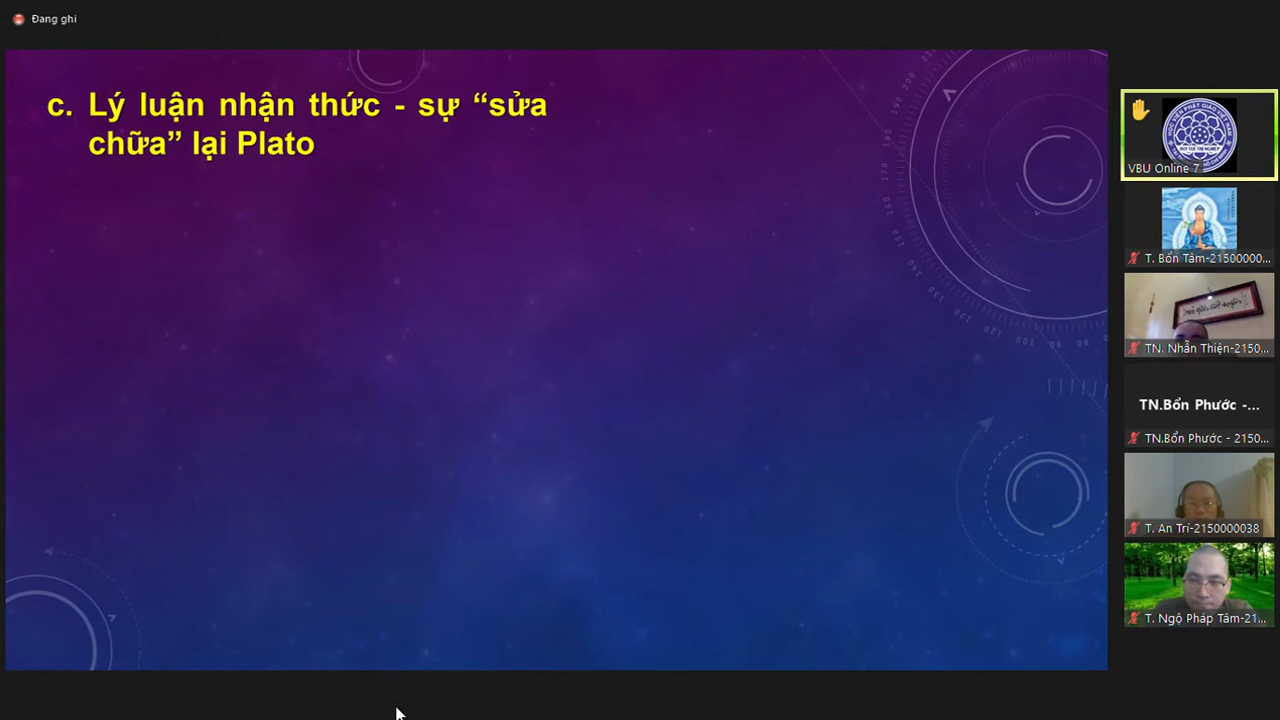 Đang ghi
c. Lý luận nhận thức - sự “sửa
chữa” lại Plato
VBU Online 7
T. Bổn Tâm-21500000...
TN. Nhẫn Thiện-2150...
TN.Bổn Phước -...
TN.Bổn Phước - 2150...
T. An Trí-2150000038
T. Ngộ Pháp Tâm-21...